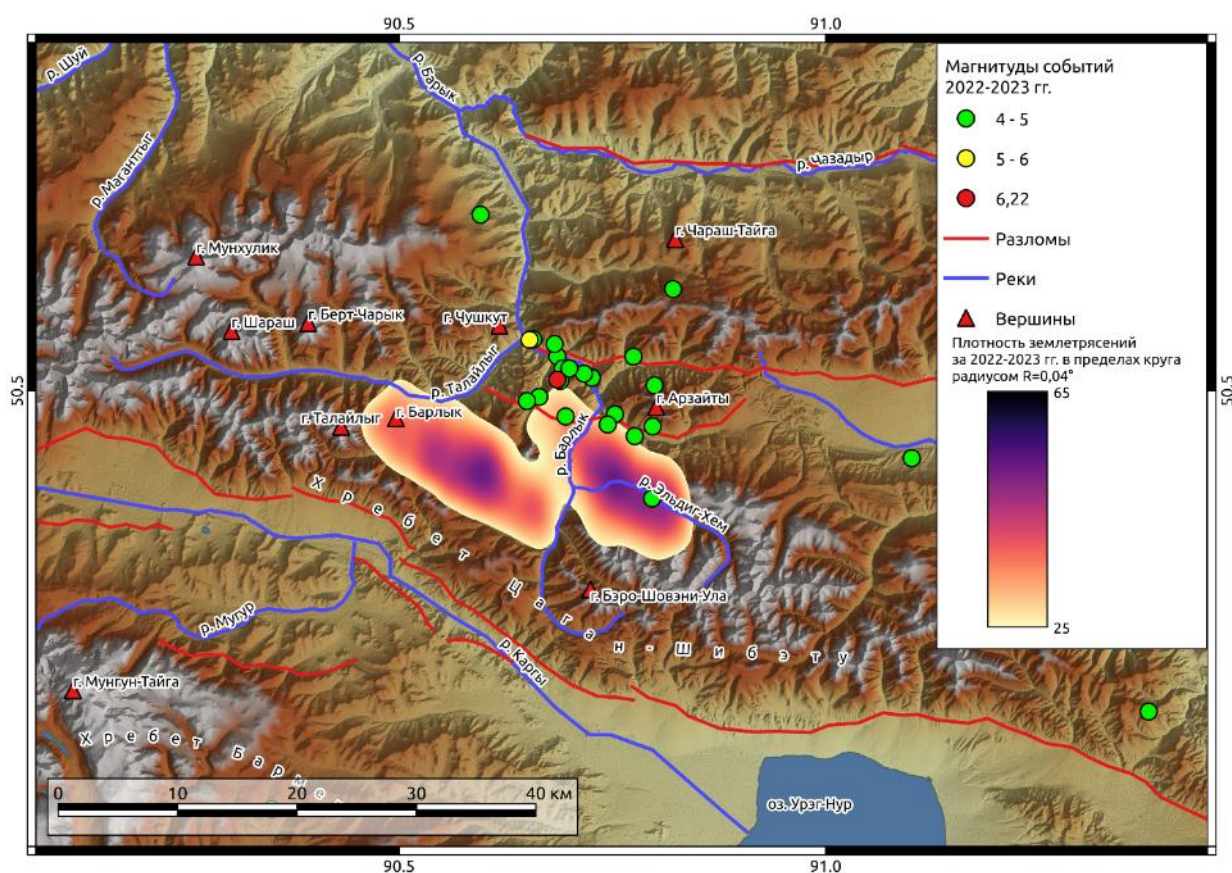 90.5
91.0
р. Шуй
р. Барык
р. Маганттыг
р. Чазадыр
г. Мунхулик
г. Чараш-Тайга
г. Шараш
г. Берт-Чарык
г. Чушкут
р. Талайлыг
50.5
50.5
г. Талайлыг
г. Барлык
г. Арзайты
р. Барлык
р. Эльдиг-Хем
Хребет Цаган-Шибэту
г. Бэро-Шовэни-Ула
р. Мугур
р. Каргы
г. Мунгун-Тайга
Хребет
оз. Урэг-Нур
0 10 20 30 40 км
90.5
91.0
Магнитуды событий
2022-2023 гг.
4 - 5
5 - 6
6,22
Разломы
Реки
Вершины
Плотность землетрясений
за 2022-2023 гг. в пределах круга
радиусом R=0,04°
65
25